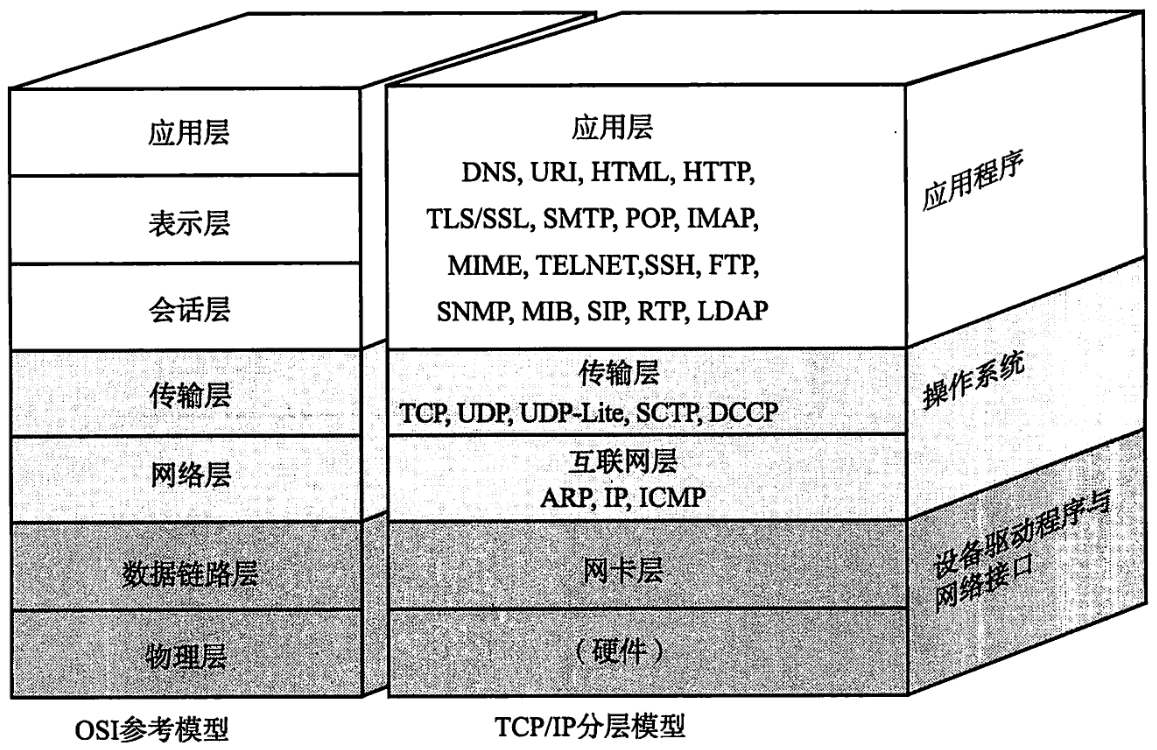 应用层
表示层
会话层
传输层
网络层
数据链路层
物理层
OSI参考模型
应用层
DNS, URI, HTML, HTTP,
TLS/SSL, SMTP, POP, IMAP,
MIME, TELNET,SSH, FTP,
SNMP, MIB, SIP, RTP, LDAP
传输层
TCP, UDP, UDP-Lite, SCTP, DCCP
互联网层
ARP, IP, ICMP
网卡层
（硬件）
TCP/IP分层模型
应用程序
操作系统
设备驱动程序与
网络接口